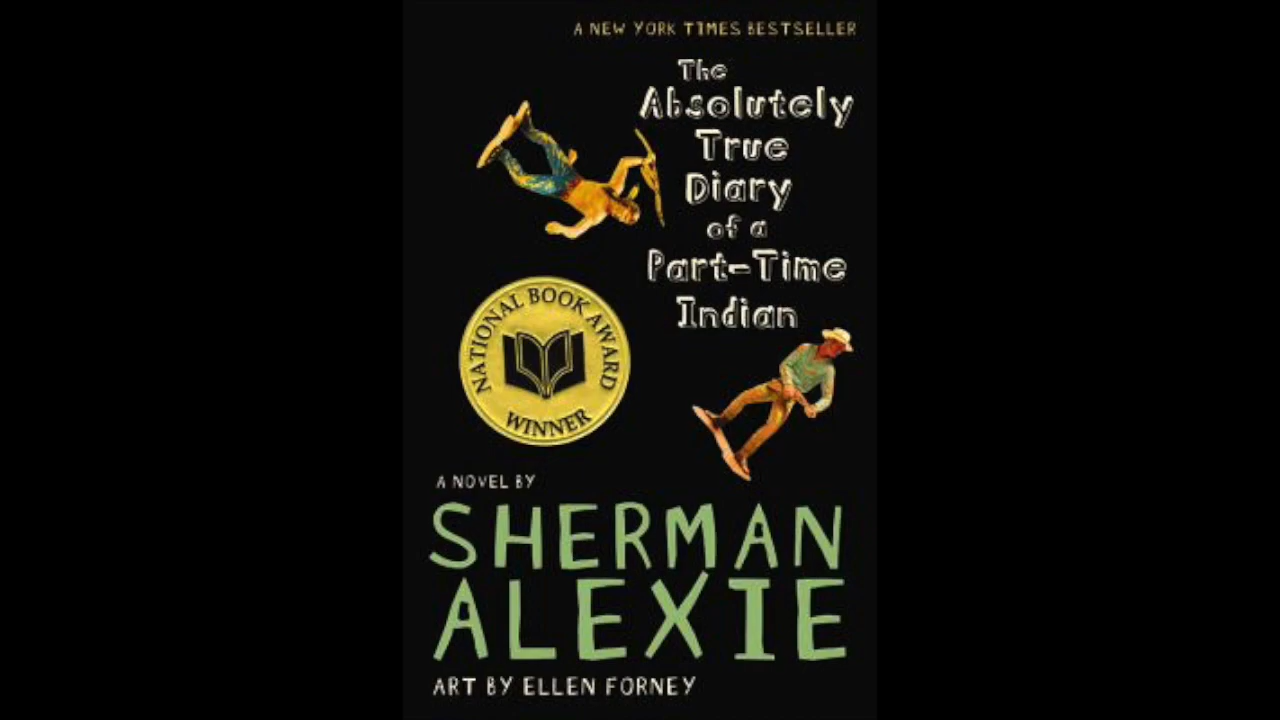 A NEW YORK TIMES BESTSELLER
The
Absolutely
True
Diary
of a
Part-Time
Indian
NATIONAL BOOK AWARD
WINNER
A NOVEL BY
SHERMAN
ALEXIE
ART BY ELLEN FORNEY